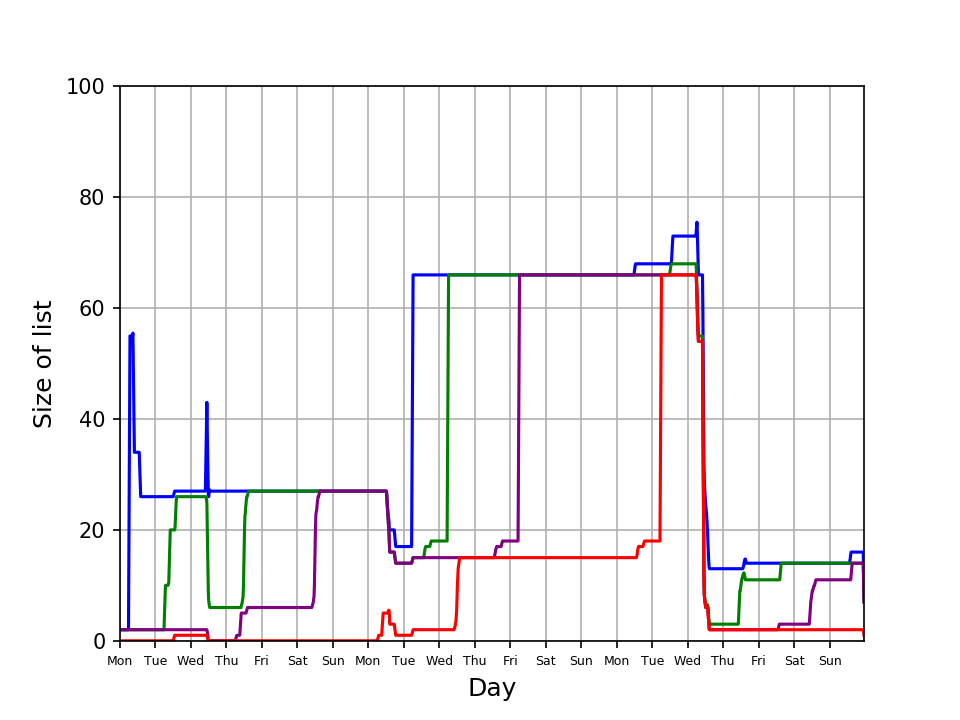 100
80
60
40
20
0
Size of list
Mon Tue Wed Thu Fri Sat Sun Mon Tue Wed Thu Fri Sat Sun Mon Tue Wed Thu Fri Sat Sun
Day